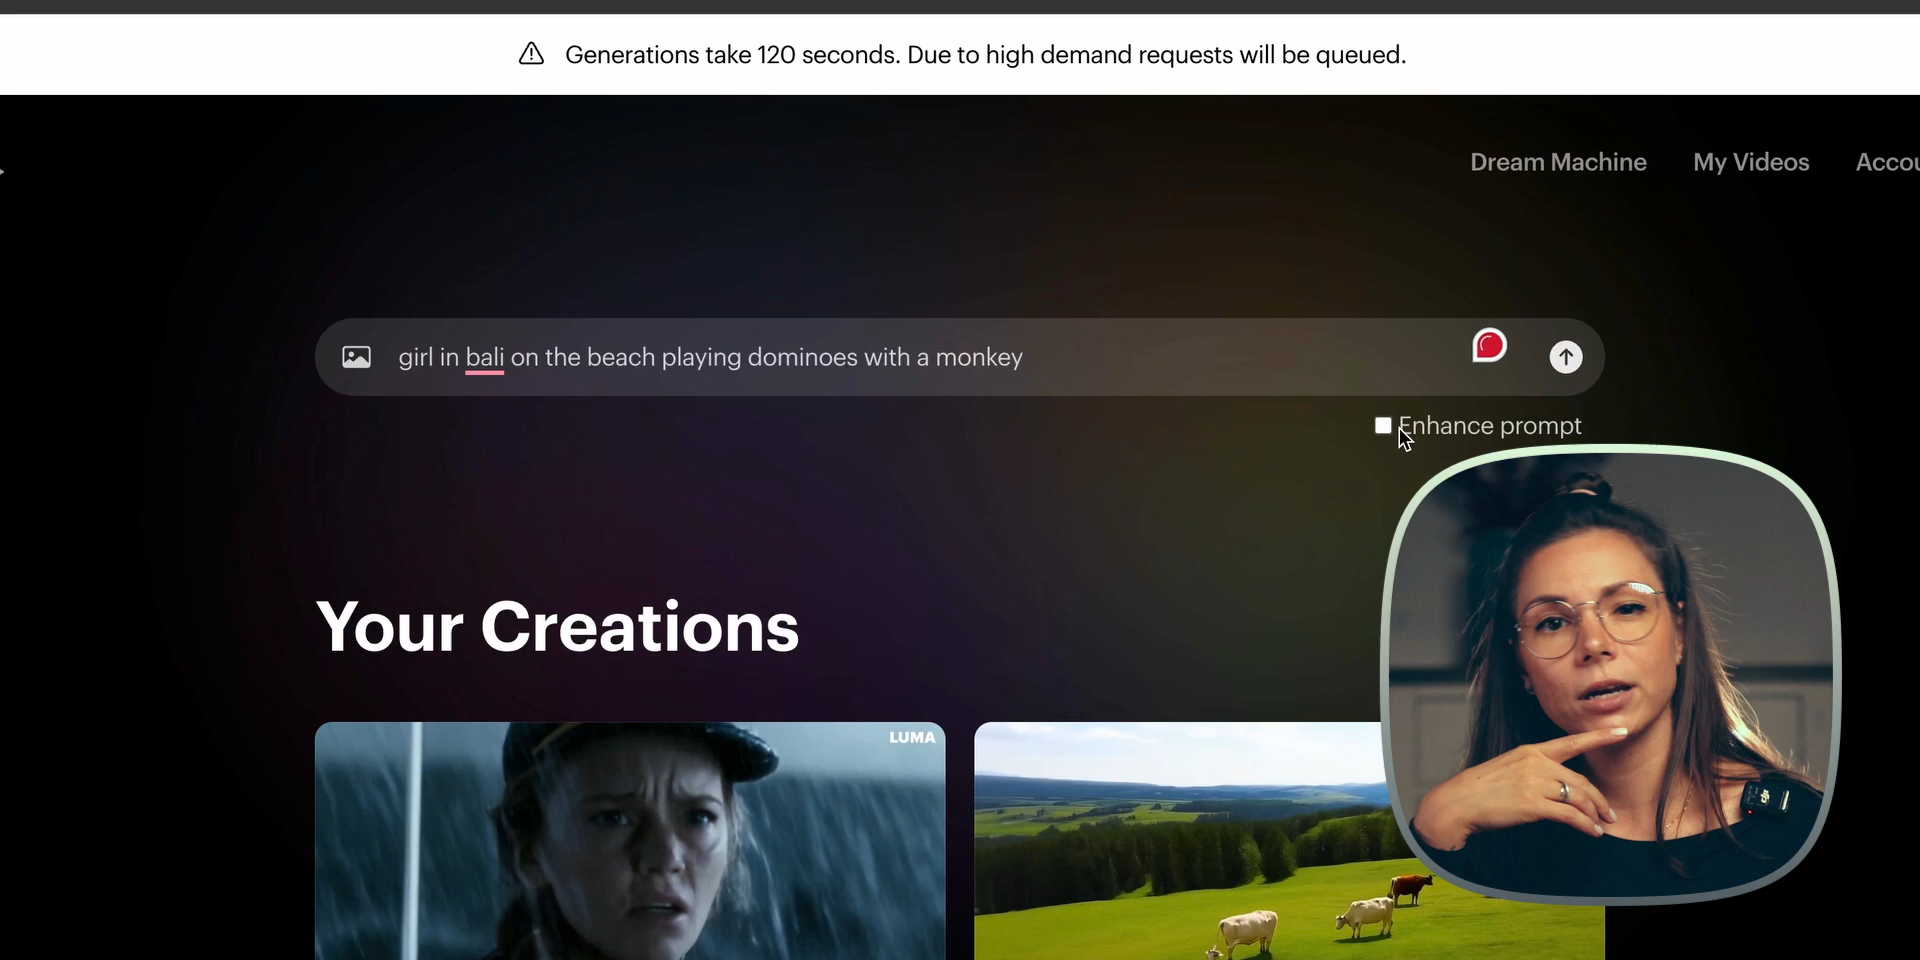 Generations take 120 seconds. Due to high demand requests will be queued.
Dream Machine My Videos Accou
girl in bali on the beach playing dominoes with a monkey
Enhance prompt
Your Creations
LUMA
dji